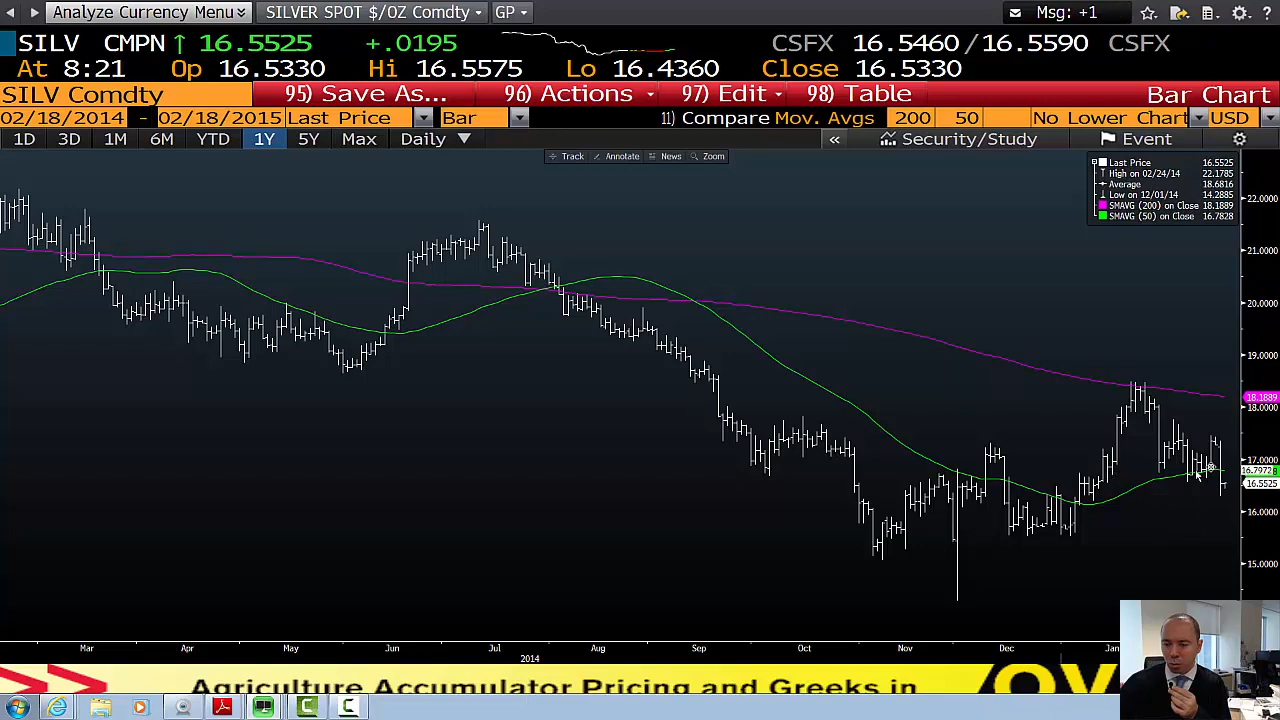 Analyze Currency Menu SILVER SPOT $/OZ Comdty GP Msg: +1
SILV CMPN ↑ 16.5525 +.0195 CSFX 16.5460/16.5590 CSFX
At 8:21 Op 16.5330 Hi 16.5575 Lo 16.4360 Close 16.5330
SILV Comdty 95) Save As... 96) Actions 97) Edit 98) Table Bar Chart
02/18/2014 - 02/18/2015 Last Price Bar 11) Compare Mov. Avgs 200 50 No Lower Chart USD
1D 3D 1M 6M YTD 1Y 5Y Max Daily « Security/Study Event
Track Annotate News Zoom
Last Price 16.5525
High on 02/24/14 22.1785
Average 18.6816
Low on 12/01/14 14.2885
SMAVG (200) on Close 18.1889
SMAVG (50) on Close 16.7828
22.0000
21.0000
20.0000
19.0000
18.1889
18.0000
17.0000
16.7972
16.5525
16.0000
15.0000
Mar Apr May Jun Jul Aug Sep Oct Nov Dec
2014
Agriculture Accumulator Pricing and Greeks in